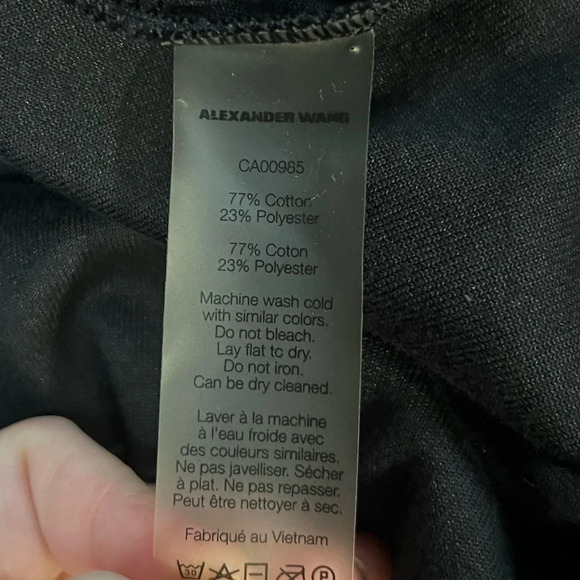 ALEXANDER WANG
CA00985
77% Cotton
23% Polyester
77% Coton
23% Polyester
Machine wash cold
with similar colors.
Do not bleach.
Lay flat to dry.
Do not iron.
Can be dry cleaned.
Laver à la machine
à l'eau froide avec
des couleurs similaires.
Ne pas javelliser. Sécher
à plat. Ne pas repasser.
Peut être nettoyer à sec.
Fabriqué au Vietnam
30 P